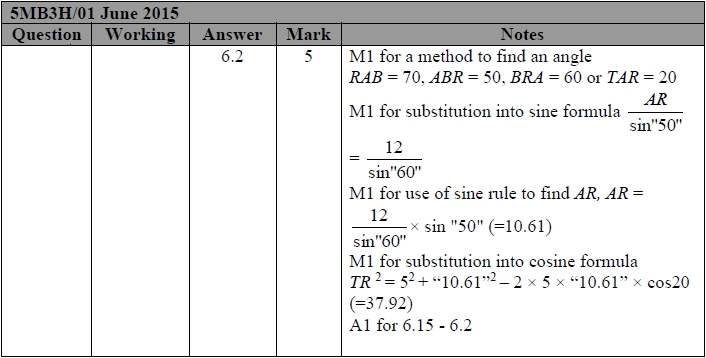 5MB3H/01 June 2015
Question Working Answer Mark Notes
6.2 5 M1 for a method to find an angle
RAB = 70, ABR = 50, BRA = 60 or TAR = 20
M1 for substitution into sine formula AR / sin"50"
= 12 / sin"60"
M1 for use of sine rule to find AR, AR =
12 / sin"60" × sin "50" (=10.61)
M1 for substitution into cosine formula
TR ² = 5² + “10.61”² – 2 × 5 × “10.61” × cos20
(=37.92)
A1 for 6.15 - 6.2